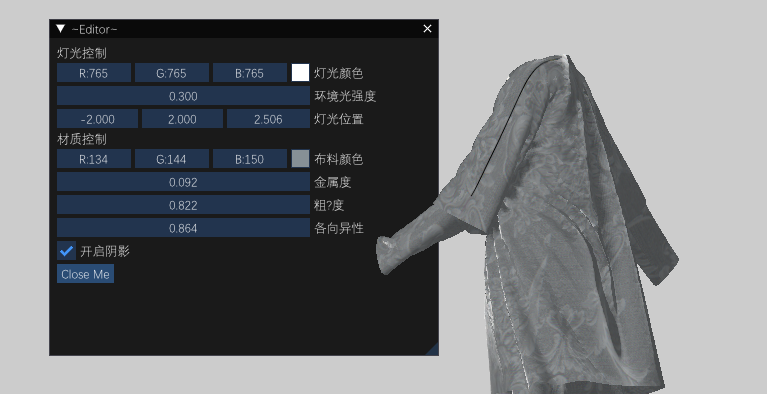 ~Editor~
灯光控制
R:765 G:765 B:765 灯光颜色
0.300 环境光强度
-2.000 2.000 2.506 灯光位置
材质控制
R:134 G:144 B:150 布料颜色
0.092 金属度
0.822 粗?度
0.864 各向异性
开启阴影
Close Me